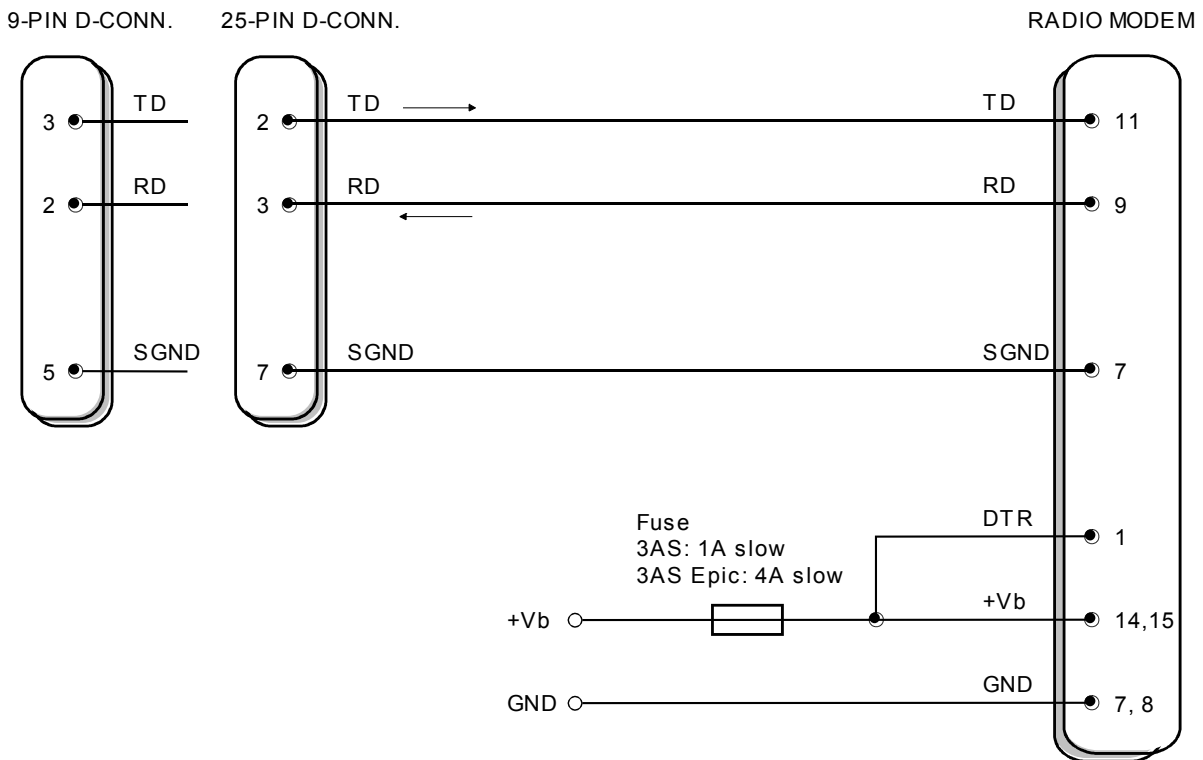 9-PIN D-CONN.
25-PIN D-CONN.
RADIO MODEM
3
TD
2
TD
TD
11
2
RD
3
RD
RD
9
5
SGND
7
SGND
SGND
7
Fuse
3AS: 1A slow
3AS Epic: 4A slow
DTR
1
+Vb
+Vb
14,15
GND
GND
7, 8